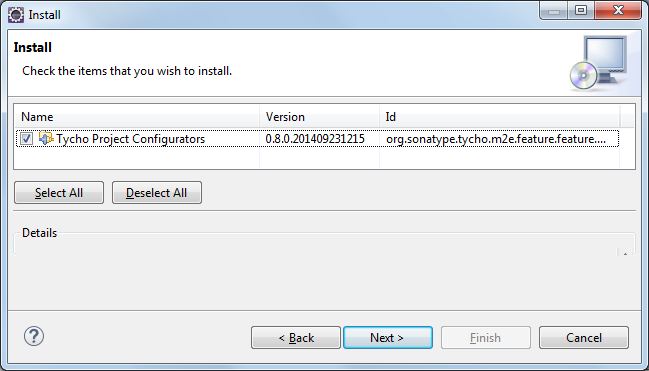 Install
Install
Check the items that you wish to install.
Name Version Id
Tycho Project Configurators 0.8.0.201409231215 org.sonatype.tycho.m2e.feature.feature....
Select All Deselect All
Details
? < Back Next > Finish Cancel